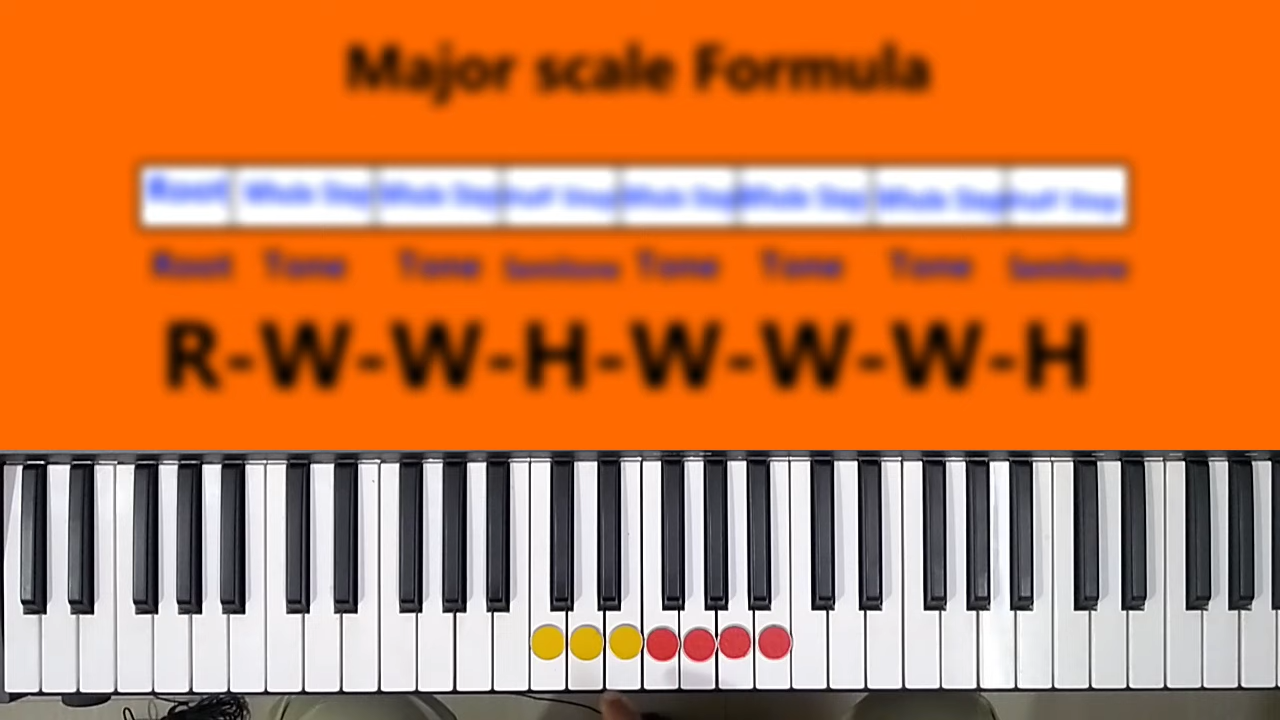 Major scale Formula
Root Whole Step Whole Step Half Step Whole Step Whole Step Whole Step Half Step
Root Tone Tone Semitone Tone Tone Tone Semitone
R-W-W-H-W-W-W-H